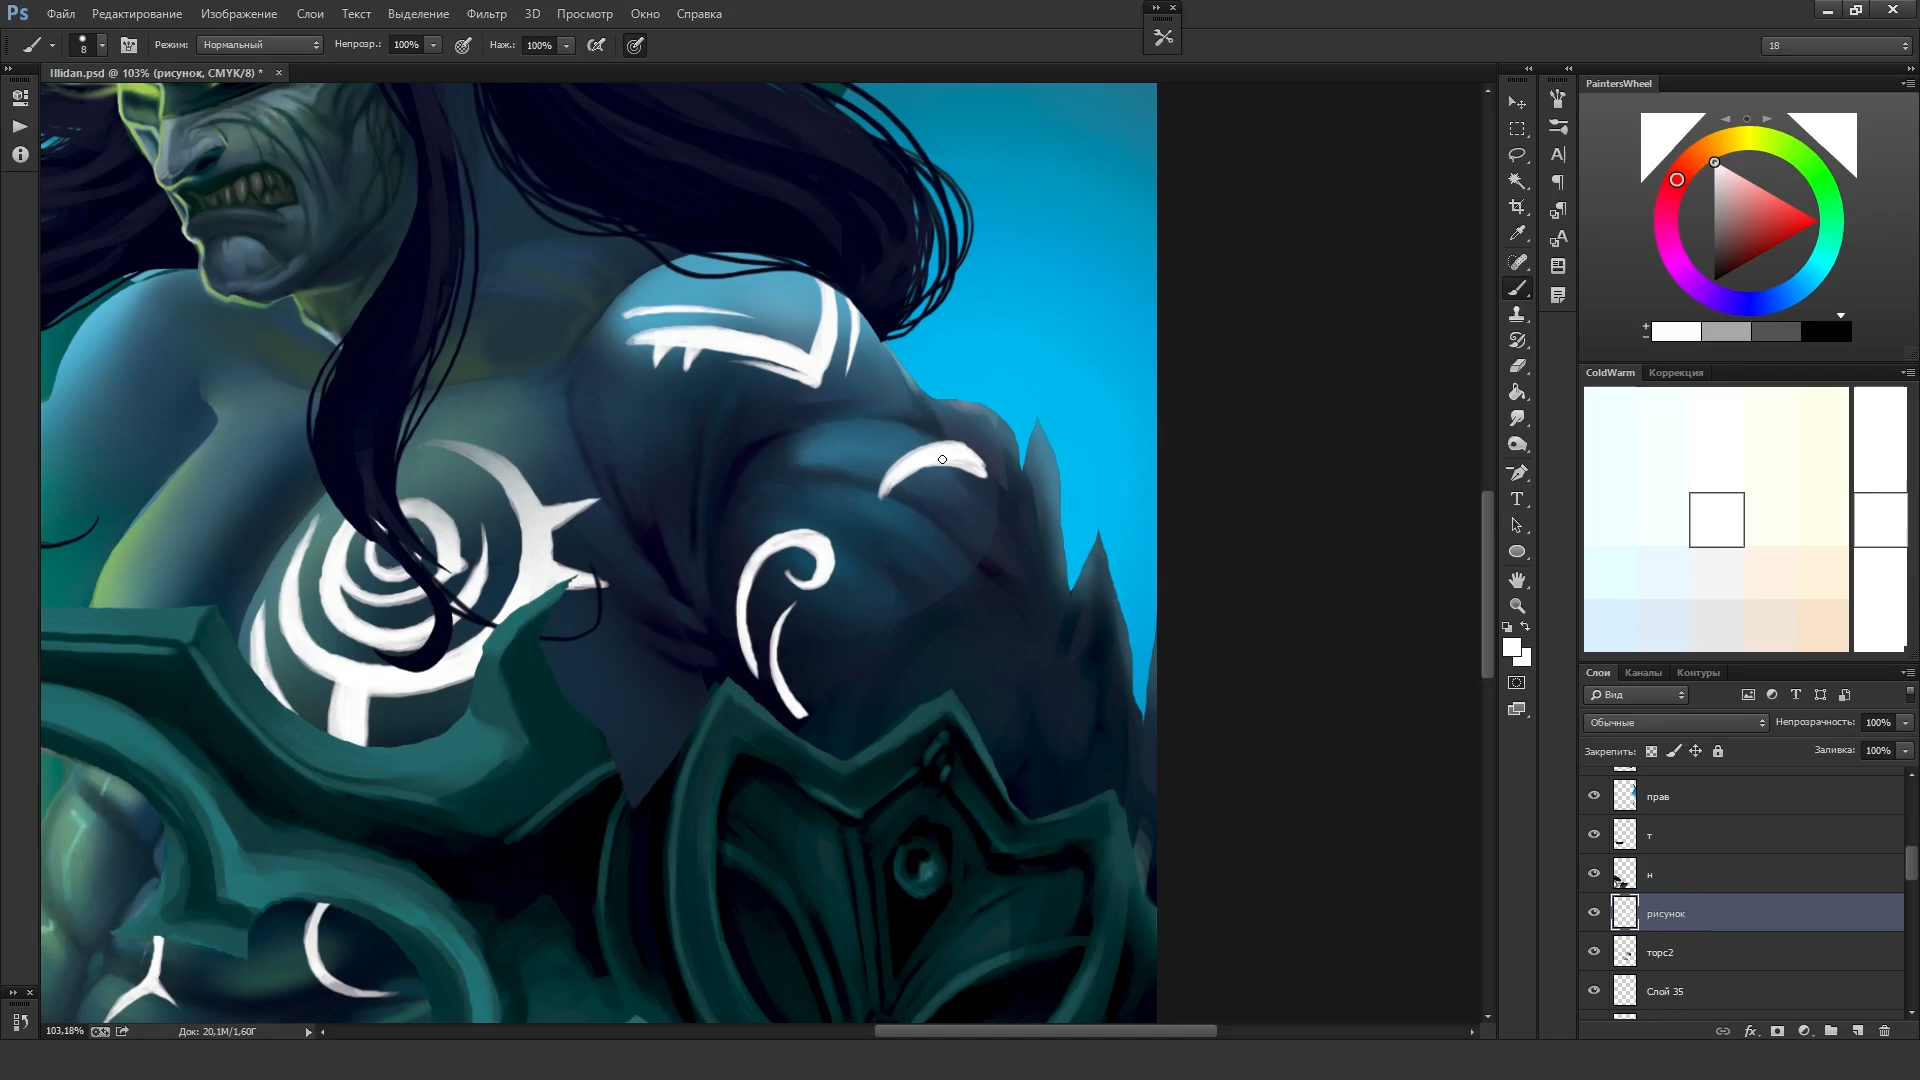 Ps Файл Редактирование Изображение Слои Текст Выделение Фильтр 3D Просмотр Окно Справка
8 Режим: Нормальный Непрозр.: 100% Наж.: 100% 18
Illidan.psd @ 103% (рисунок, CMYK/8) *
PaintersWheel
ColdWarm Коррекция
Слои Каналы Контуры
Вид
Обычные Непрозрачность: 100%
Закрепить: Заливка: 100%
прав
т
н
рисунок
торс2
Слой 35
103,18% Док: 20,1М/1,60Г